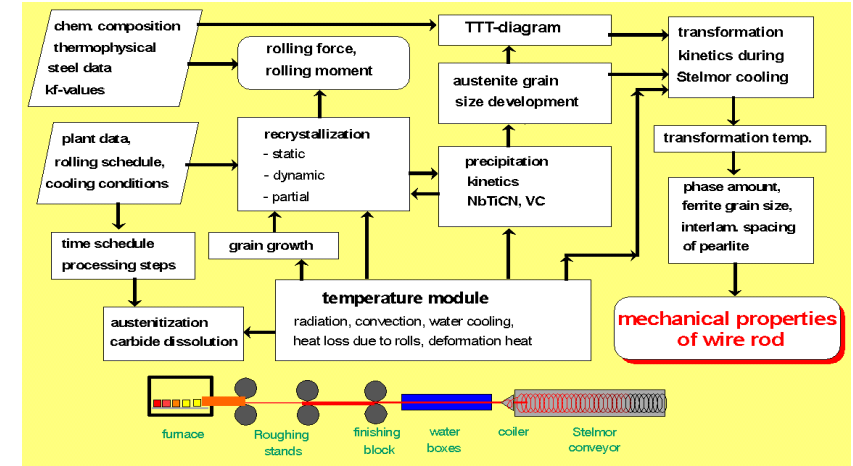 chem. composition
thermophysical
steel data
kf-values
rolling force,
rolling moment
TTT-diagram
austenite grain
size development
transformation
kinetics during
Stelmor cooling
plant data,
rolling schedule,
cooling conditions
recrystallization
- static
- dynamic
- partial
precipitation
kinetics
NbTiCN, VC
transformation temp.
phase amount,
ferrite grain size,
interlam. spacing
of pearlite
time schedule
processing steps
grain growth
temperature module
radiation, convection, water cooling,
heat loss due to rolls, deformation heat
austenitization
carbide dissolution
mechanical properties
of wire rod
furnace
Roughing
stands
finishing
block
water
boxes
coiler
Stelmor
conveyor